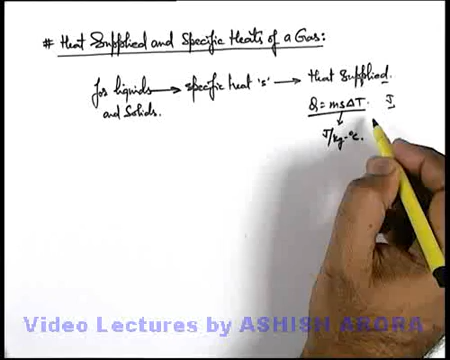 # Heat Supplied and Specific Heats of a Gas:
for liquids → specific heat 's' → Heat Supplied.
and Solids.
Q = msΔT. J
J/kg-°C.
Video Lectures by ASHISH ARORA